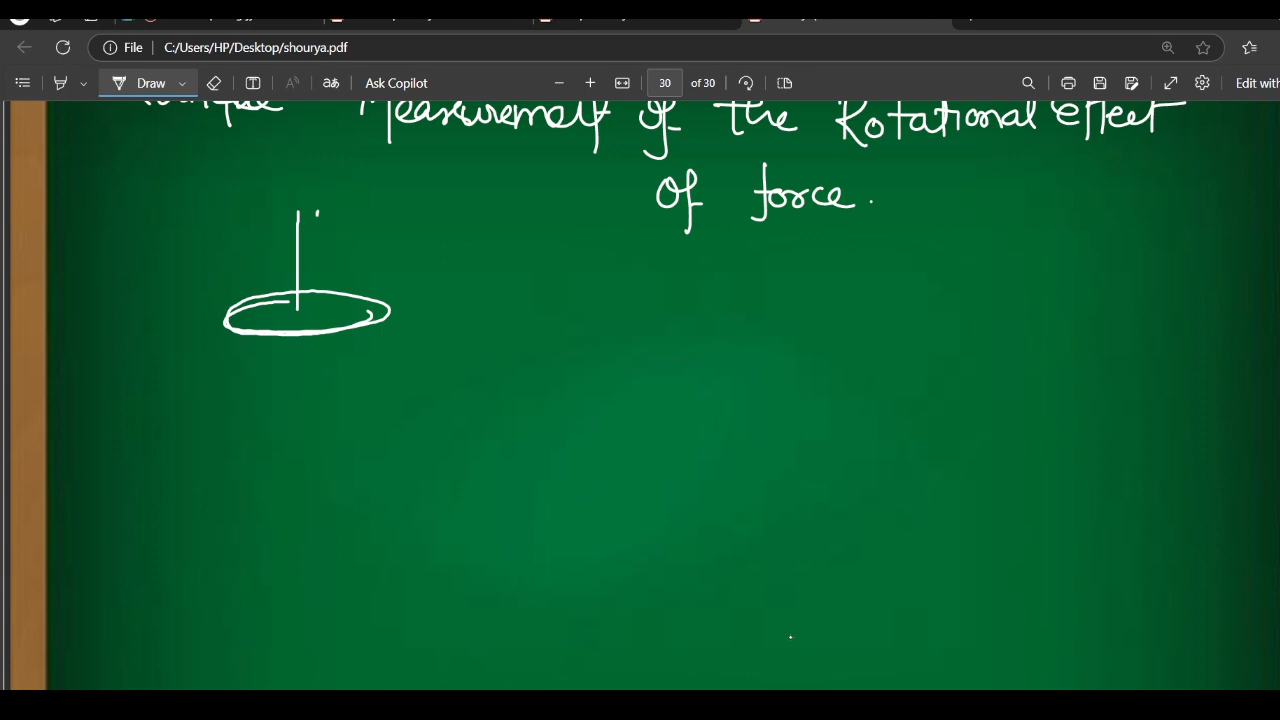 File C:/Users/HP/Desktop/shourya.pdf
Draw Ask Copilot 30 of 30 Edit with
Measurement of the Rotational effect
of force.